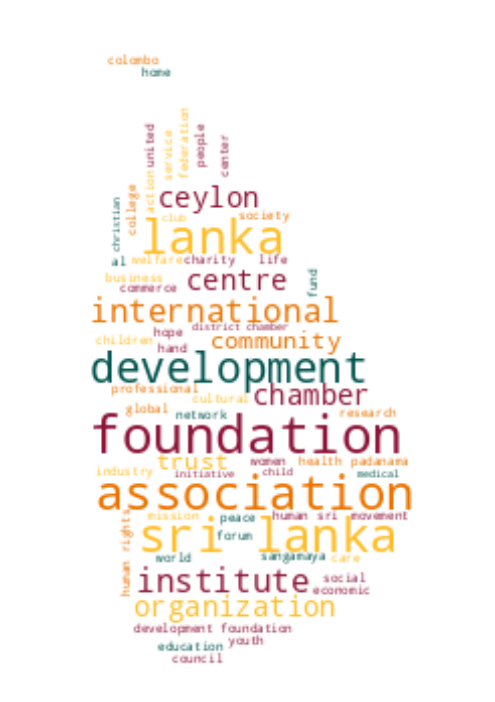 colombo
home
united
service
federation
people
center
action
college
christian
ceylon
club
society
lanka
al
welfare
charity
life
business
commerce
centre
fund
international
hope
district
chamber
children
hand
community
development
professional
cultural
chamber
global
network
research
foundation
trust
women
health
padanama
industry
initiative
child
medical
association
mission
peace
human
sri
movement
human rights
sri lanka
forum
world
sangamaya
care
institute
social
economic
organization
development foundation
youth
education
council